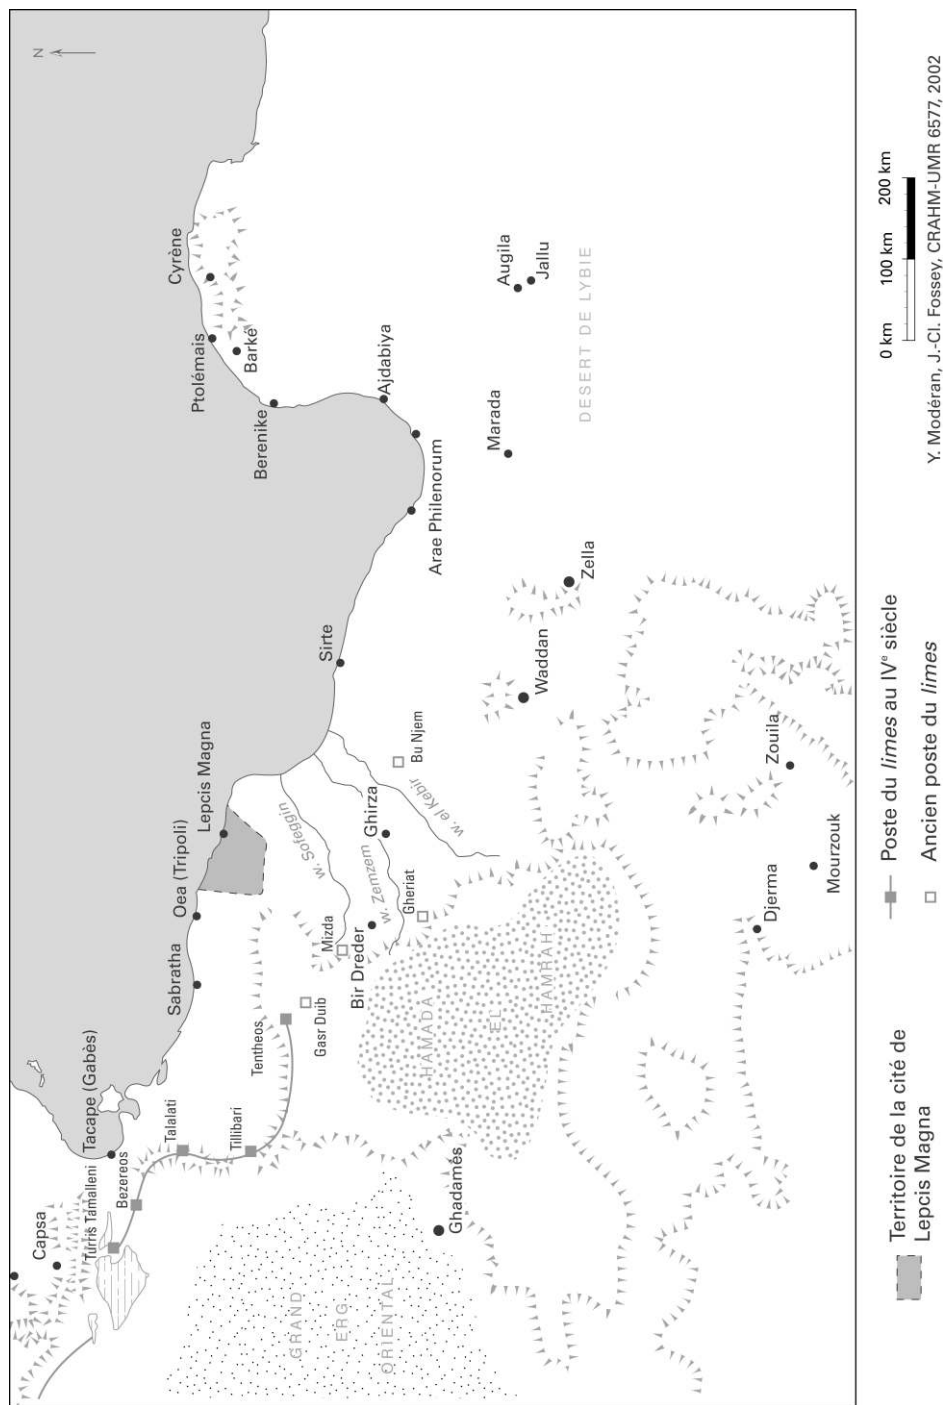 N
Capsa
Turris Tamalleni
Tacape (Gabès)
Bezereos
Talalati
Tillibari
Tentheos
Sabratha
Oea (Tripoli)
Lepcis Magna
Gasr Duib
Mizda
Bir Dreder
Gheriat
Ghirza
w. Sofeggin
w. Zemzem
w. el Kebir
Bu Njem
Sirte
Arae Philenorum
Ajdabiya
Berenike
Barké
Ptolémaïs
Cyrène
Augila
Jallu
Marada
DESERT DE LYBIE
Zella
Waddan
Zouila
Mourzouk
Djerma
HAMADA
EL
HAMRAH
Ghadamès
GRAND
ERG
ORIENTAL
Territoire de la cité de
Lepcis Magna
Poste du limes au IVe siècle
Ancien poste du limes
0 km 100 km 200 km
Y. Modéran, J.-Cl. Fossey, CRAHM-UMR 6577, 2002